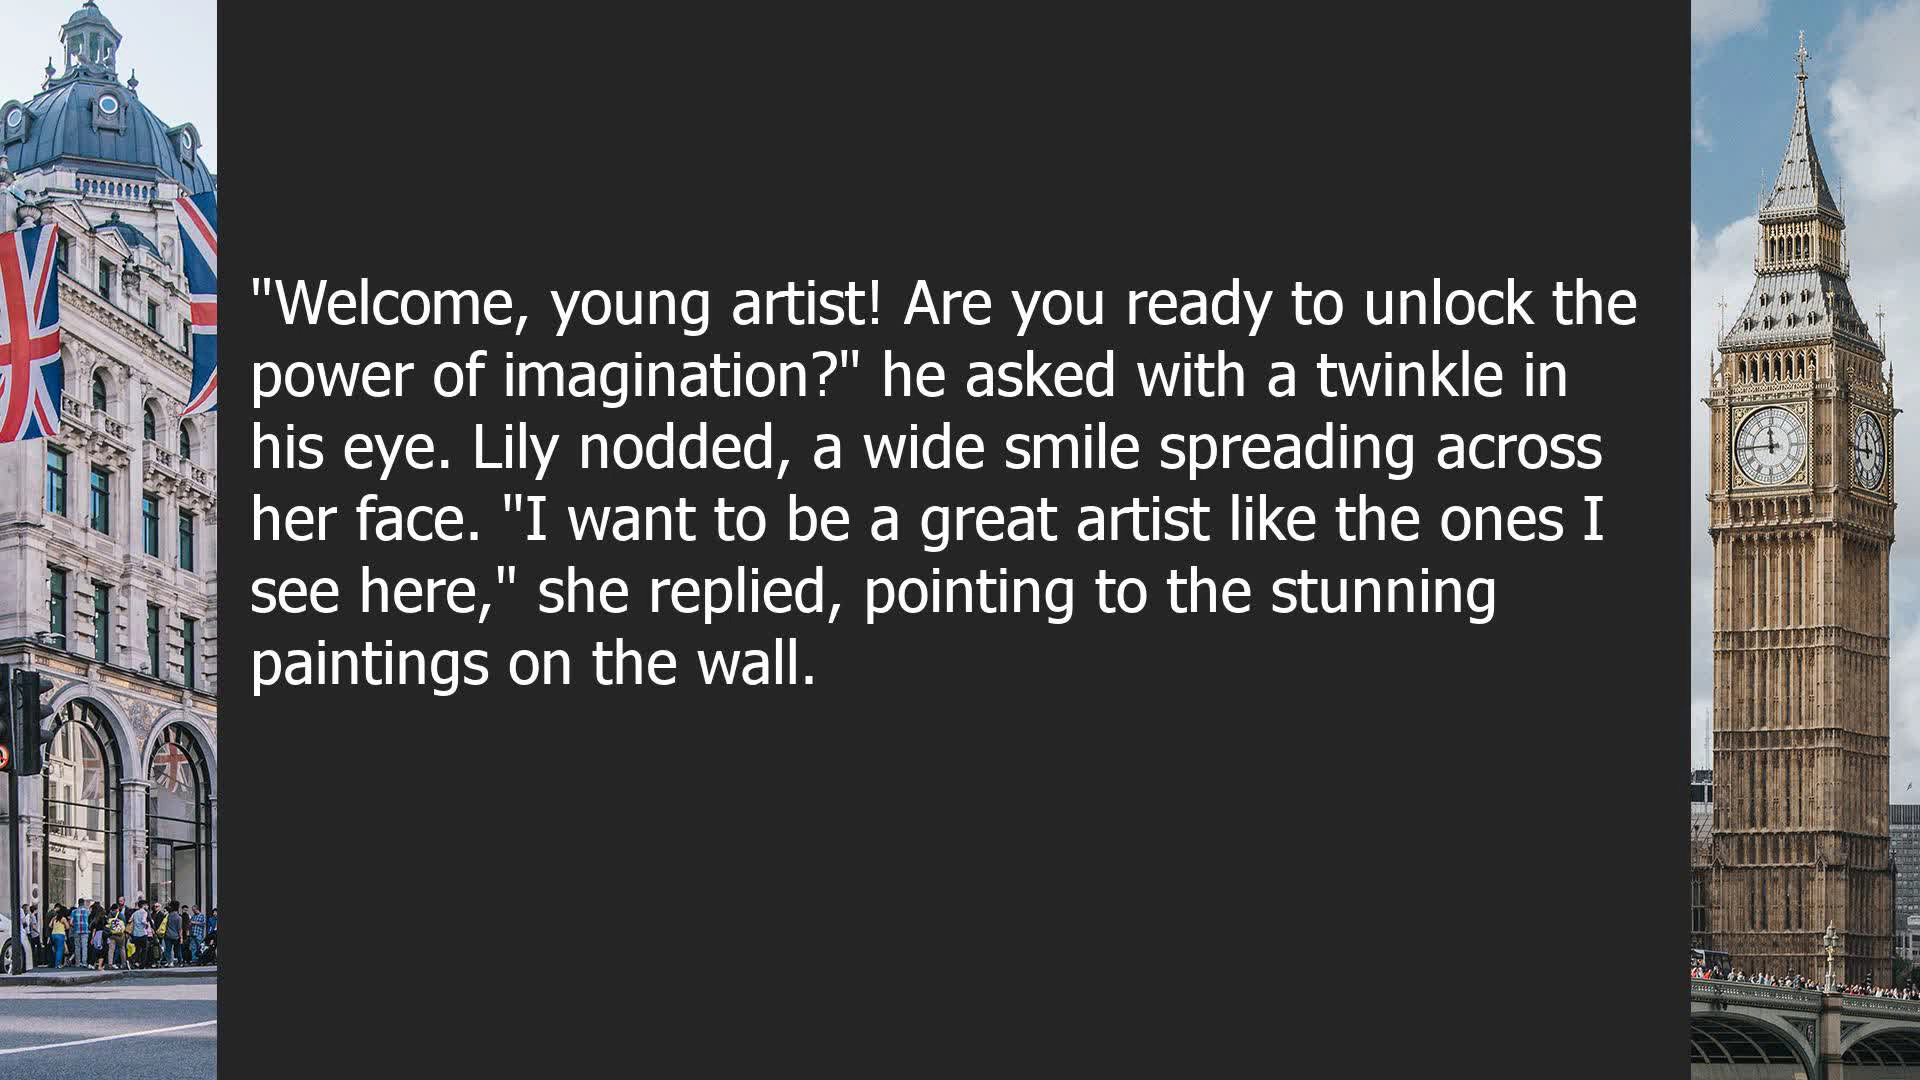 "Welcome, young artist! Are you ready to unlock the
power of imagination?" he asked with a twinkle in
his eye. Lily nodded, a wide smile spreading across
her face. "I want to be a great artist like the ones I
see here," she replied, pointing to the stunning
paintings on the wall.